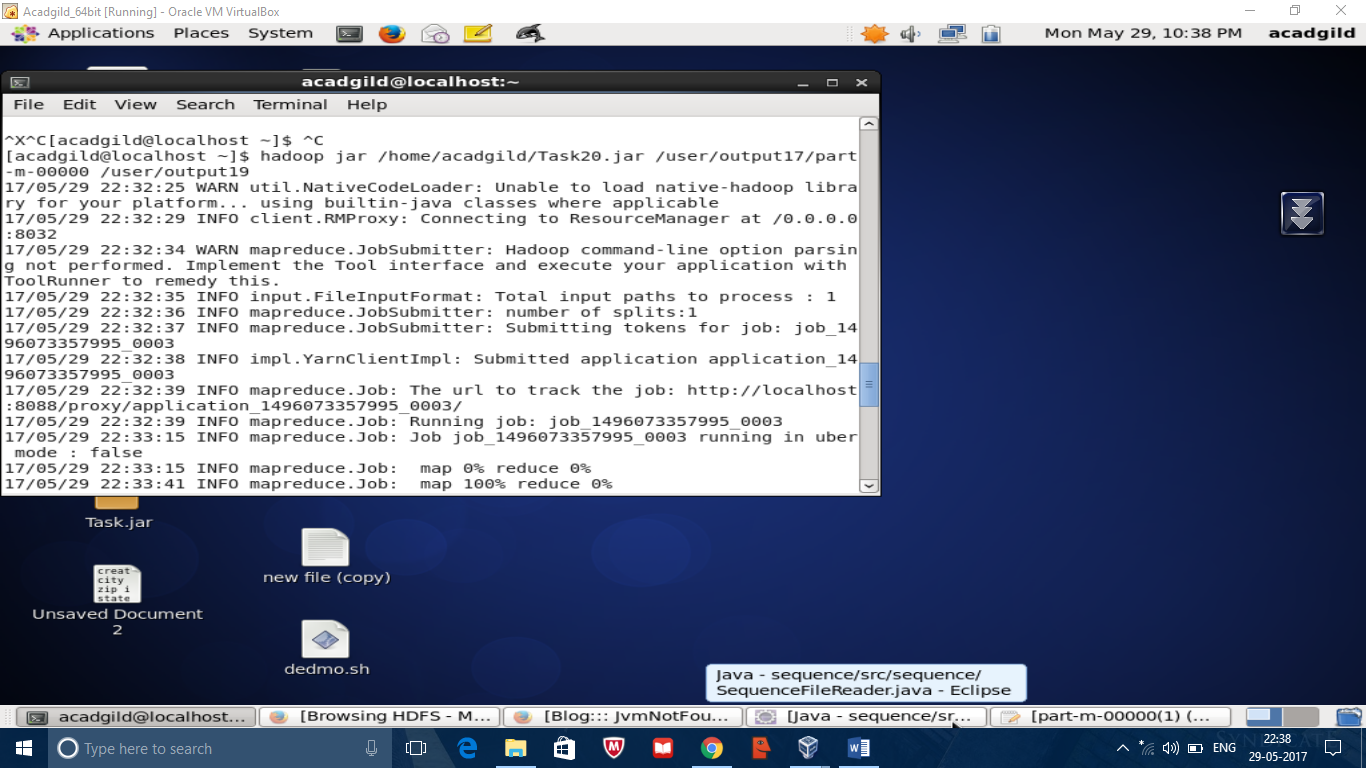 Acadgild_64bit [Running] - Oracle VM VirtualBox
Applications Places System Mon May 29, 10:38 PM acadgild
acadgild@localhost:~
File Edit View Search Terminal Help
^X^C[acadgild@localhost ~]$ ^C
[acadgild@localhost ~]$ hadoop jar /home/acadgild/Task20.jar /user/output17/part
-m-00000 /user/output19
17/05/29 22:32:25 WARN util.NativeCodeLoader: Unable to load native-hadoop libra
ry for your platform... using builtin-java classes where applicable
17/05/29 22:32:29 INFO client.RMProxy: Connecting to ResourceManager at /0.0.0.0
:8032
17/05/29 22:32:34 WARN mapreduce.JobSubmitter: Hadoop command-line option parsin
g not performed. Implement the Tool interface and execute your application with
ToolRunner to remedy this.
17/05/29 22:32:35 INFO input.FileInputFormat: Total input paths to process : 1
17/05/29 22:32:36 INFO mapreduce.JobSubmitter: number of splits:1
17/05/29 22:32:37 INFO mapreduce.JobSubmitter: Submitting tokens for job: job_14
96073357995_0003
17/05/29 22:32:38 INFO impl.YarnClientImpl: Submitted application application_14
96073357995_0003
17/05/29 22:32:39 INFO mapreduce.Job: The url to track the job: http://localhost
:8088/proxy/application_1496073357995_0003/
17/05/29 22:32:39 INFO mapreduce.Job: Running job: job_1496073357995_0003
17/05/29 22:33:15 INFO mapreduce.Job: Job job_1496073357995_0003 running in uber
mode : false
17/05/29 22:33:15 INFO mapreduce.Job:  map 0% reduce 0%
17/05/29 22:33:41 INFO mapreduce.Job:  map 100% reduce 0%
Task.jar
new file (copy)
creat
city
zip i
state
Unsaved Document
2
dedmo.sh
Java - sequence/src/sequence/
SequenceFileReader.java - Eclipse
acadgild@localhost... [Browsing HDFS - M... [Blog::: JvmNotFou... [Java - sequence/sr... [part-m-00000(1) (...
Type here to search
ENG
22:38
29-05-2017